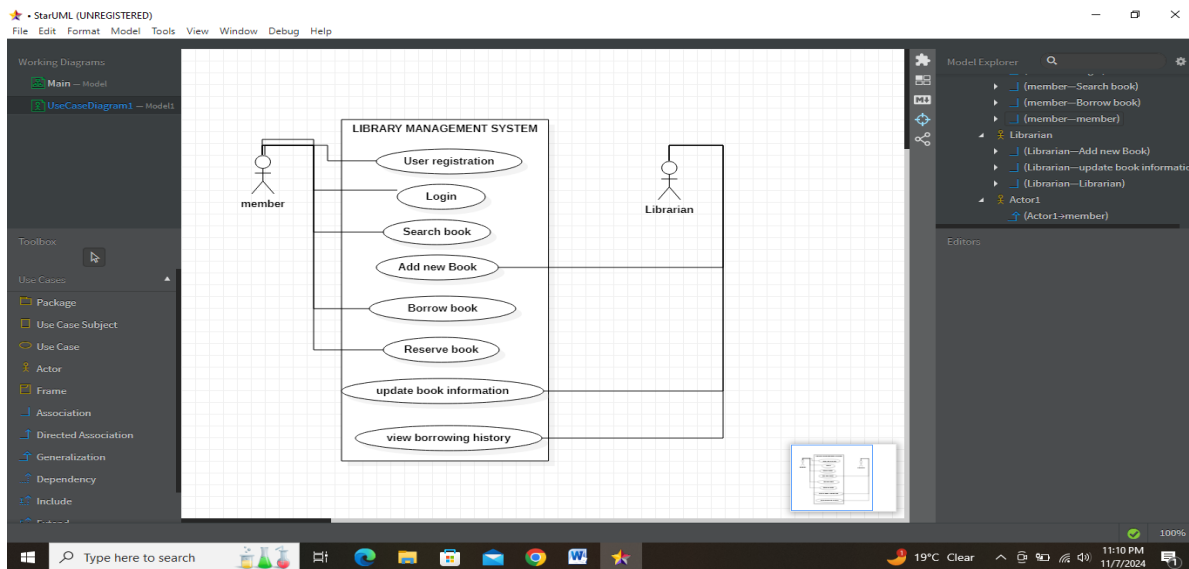 • StarUML (UNREGISTERED)
File Edit Format Model Tools View Window Debug Help
Working Diagrams
Main — Model
UseCaseDiagram1 — Model1
Toolbox
Use Cases
Package
Use Case Subject
Use Case
Actor
Frame
Association
Directed Association
Generalization
Dependency
Include
Extend
LIBRARY MANAGEMENT SYSTEM
User registration
member
Login
Librarian
Search book
Add new Book
Borrow book
Reserve book
update book information
view borrowing history
M
Model Explorer
(member—Search book)
(member—Borrow book)
(member—member)
Librarian
(Librarian—Add new Book)
(Librarian—update book informatio
(Librarian—Librarian)
Actor1
(Actor1→member)
Editors
100%
Type here to search
W
1
19°C Clear
11:10 PM
11/7/2024
1